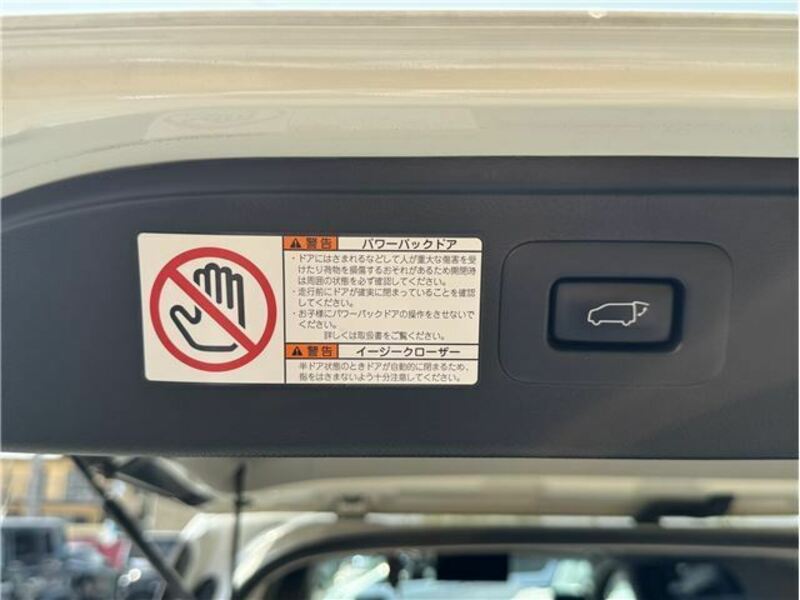 警告 パワーバックドア
・ドアにはさまれるなどして人が重大な傷害を受
けたり荷物を損傷するおそれがあるため開閉時
は周囲の状態を必ず確認してください。
・走行前にドアが確実に閉まっていることを確認
してください。
・お子様にパワーバックドアの操作をさせないで
ください。
詳しくは取扱書をご覧ください。
警告 イージークローザー
半ドア状態のときドアが自動的に閉まるため、
指をはさまないよう十分注意してください。